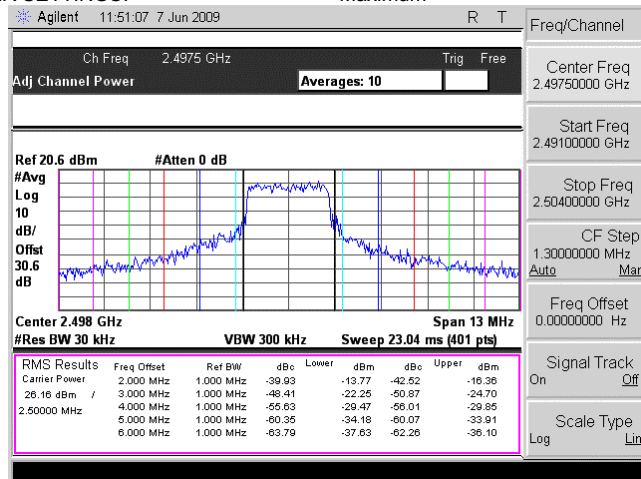 Agilent 11:51:07 7 Jun 2009 R T
Ch Freq 2.4975 GHz Trig Free
Adj Channel Power Averages: 10
Ref 20.6 dBm #Atten 0 dB
#Avg
Log
10
dB/
Offst
30.6
dB
Center 2.498 GHz Span 13 MHz
#Res BW 30 kHz VBW 300 kHz Sweep 23.04 ms (401 pts)
RMS Results Freq Offset Ref BW dBc Lower dBm dBc Upper dBm
Carrier Power 2.000 MHz 1.000 MHz -39.93 -13.77 -42.52 -16.36
26.16 dBm / 3.000 MHz 1.000 MHz -48.41 -22.25 -50.87 -24.70
2.50000 MHz 4.000 MHz 1.000 MHz -55.63 -29.47 -56.01 -29.85
5.000 MHz 1.000 MHz -60.35 -34.18 -60.07 -33.91
6.000 MHz 1.000 MHz -63.79 -37.63 -62.26 -36.10
Freq/Channel
Center Freq
2.49750000 GHz
Start Freq
2.49100000 GHz
Stop Freq
2.50400000 GHz
CF Step
1.30000000 MHz
Auto Man
Freq Offset
0.00000000 Hz
Signal Track
On Off
Scale Type
Log Lin